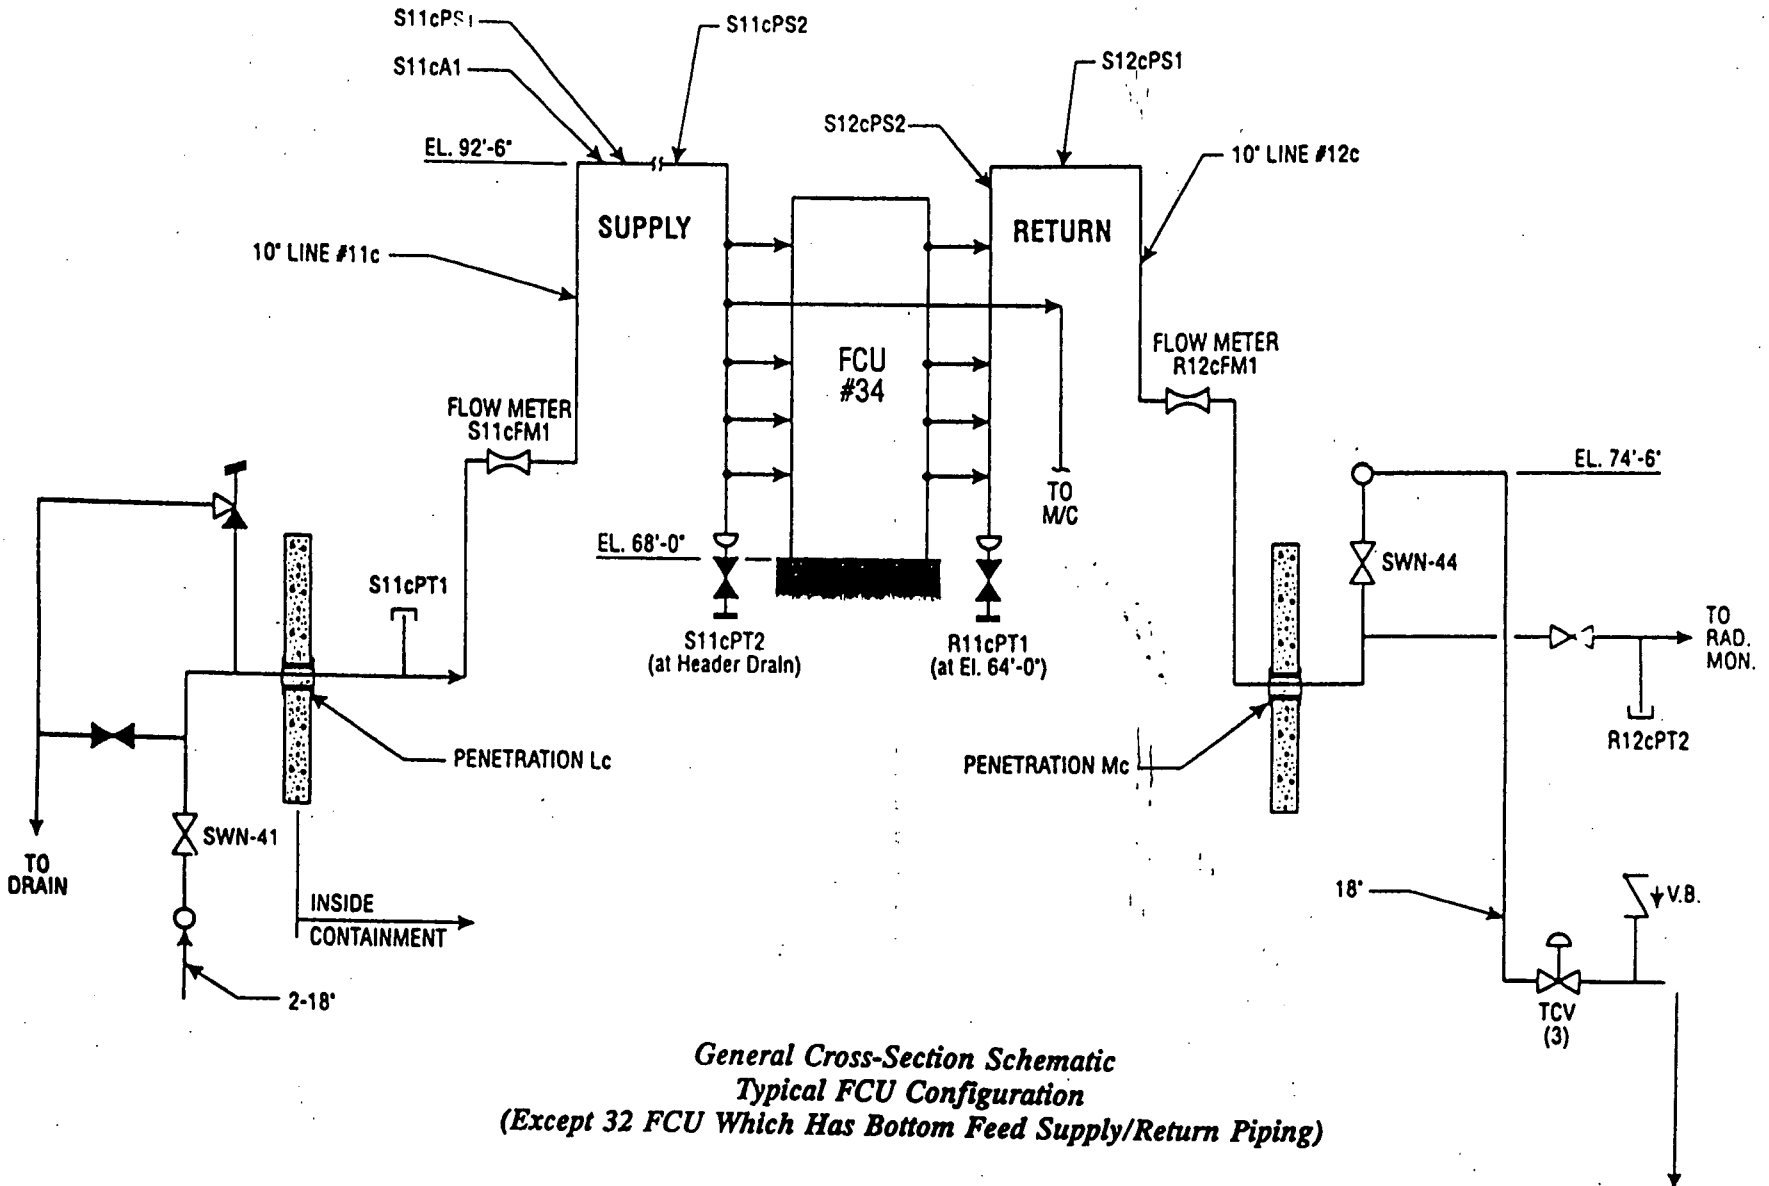 S11cPS1
S11cPS2
S11cA1
S12cPS1
S12cPS2
EL. 92'-6"
10" LINE #12c
SUPPLY
RETURN
10" LINE #11c
FLOW METER
R12cFM1
FCU
#34
FLOW METER
S11cFM1
EL. 74'-6"
TO
M/C
EL. 68'-0"
SWN-44
S11cPT1
S11cPT2
(at Header Drain)
R11cPT1
(at El. 64'-0")
TO
RAD.
MON.
R12cPT2
PENETRATION Lc
PENETRATION Mc
SWN-41
TO
DRAIN
INSIDE
CONTAINMENT
18"
V.B.
2-18"
TCV
(3)
General Cross-Section Schematic
Typical FCU Configuration
(Except 32 FCU Which Has Bottom Feed Supply/Return Piping)